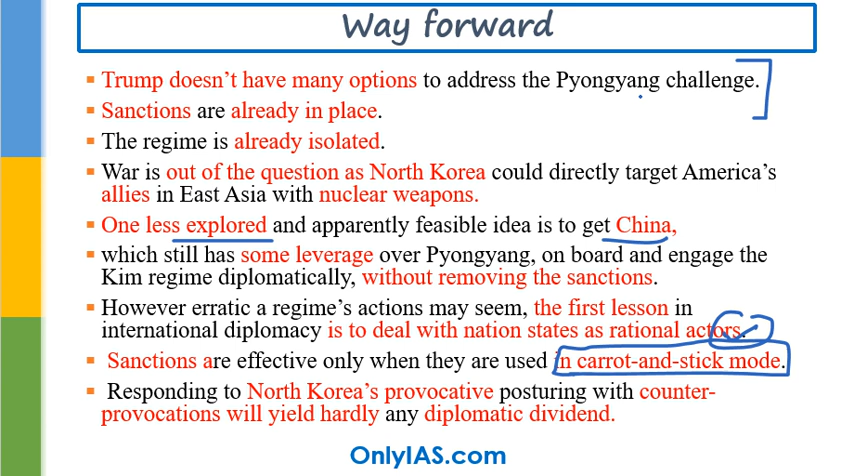 Way forward
Trump doesn't have many options to address the Pyongyang challenge.
Sanctions are already in place.
The regime is already isolated.
War is out of the question as North Korea could directly target America's
allies in East Asia with nuclear weapons.
One less explored and apparently feasible idea is to get China,
which still has some leverage over Pyongyang, on board and engage the
Kim regime diplomatically, without removing the sanctions.
However erratic a regime's actions may seem, the first lesson in
international diplomacy is to deal with nation states as rational actors.
Sanctions are effective only when they are used in carrot-and-stick mode.
Responding to North Korea's provocative posturing with counter-
provocations will yield hardly any diplomatic dividend.
OnlyIAS.com